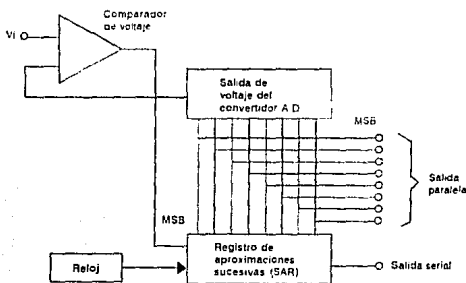 Comparador
de voltaje
Vi
Salida de
voltaje del
convertidor A D
MSB
Salida
paralela
MSB
Registro de
aproximaciones
sucesivas (SAR)
Reloj
Salida serial